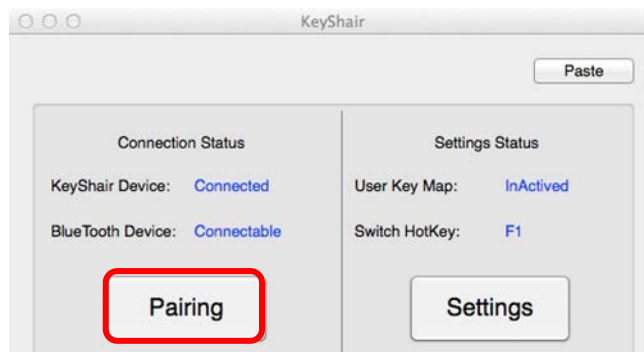 KeyShair
Paste
Connection Status
KeyShair Device: Connected
BlueTooth Device: Connectable
Pairing
Settings Status
User Key Map: InActived
Switch HotKey: F1
Settings